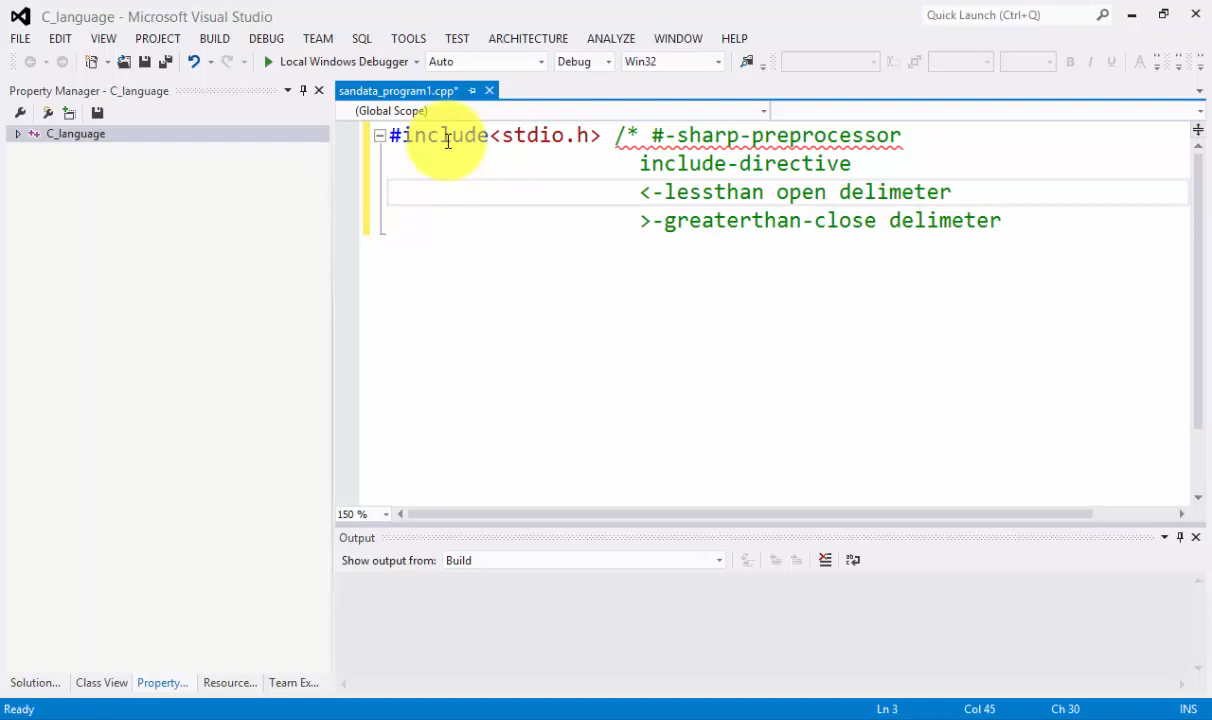 C_language - Microsoft Visual Studio
Quick Launch (Ctrl+Q)
FILE EDIT VIEW PROJECT BUILD DEBUG TEAM SQL TOOLS TEST ARCHITECTURE ANALYZE WINDOW HELP
Local Windows Debugger Auto Debug Win32 A B I U
Property Manager - C_language
sandata_program1.cpp*
(Global Scope)
C_language
#include<stdio.h> /* #-sharp-preprocessor
include-directive
<-lessthan open delimeter
>-greaterthan-close delimeter
150 %
Output
Show output from: Build
Solution... Class View Property... Resource... Team Ex...
Ready Ln 3 Col 45 Ch 30 INS